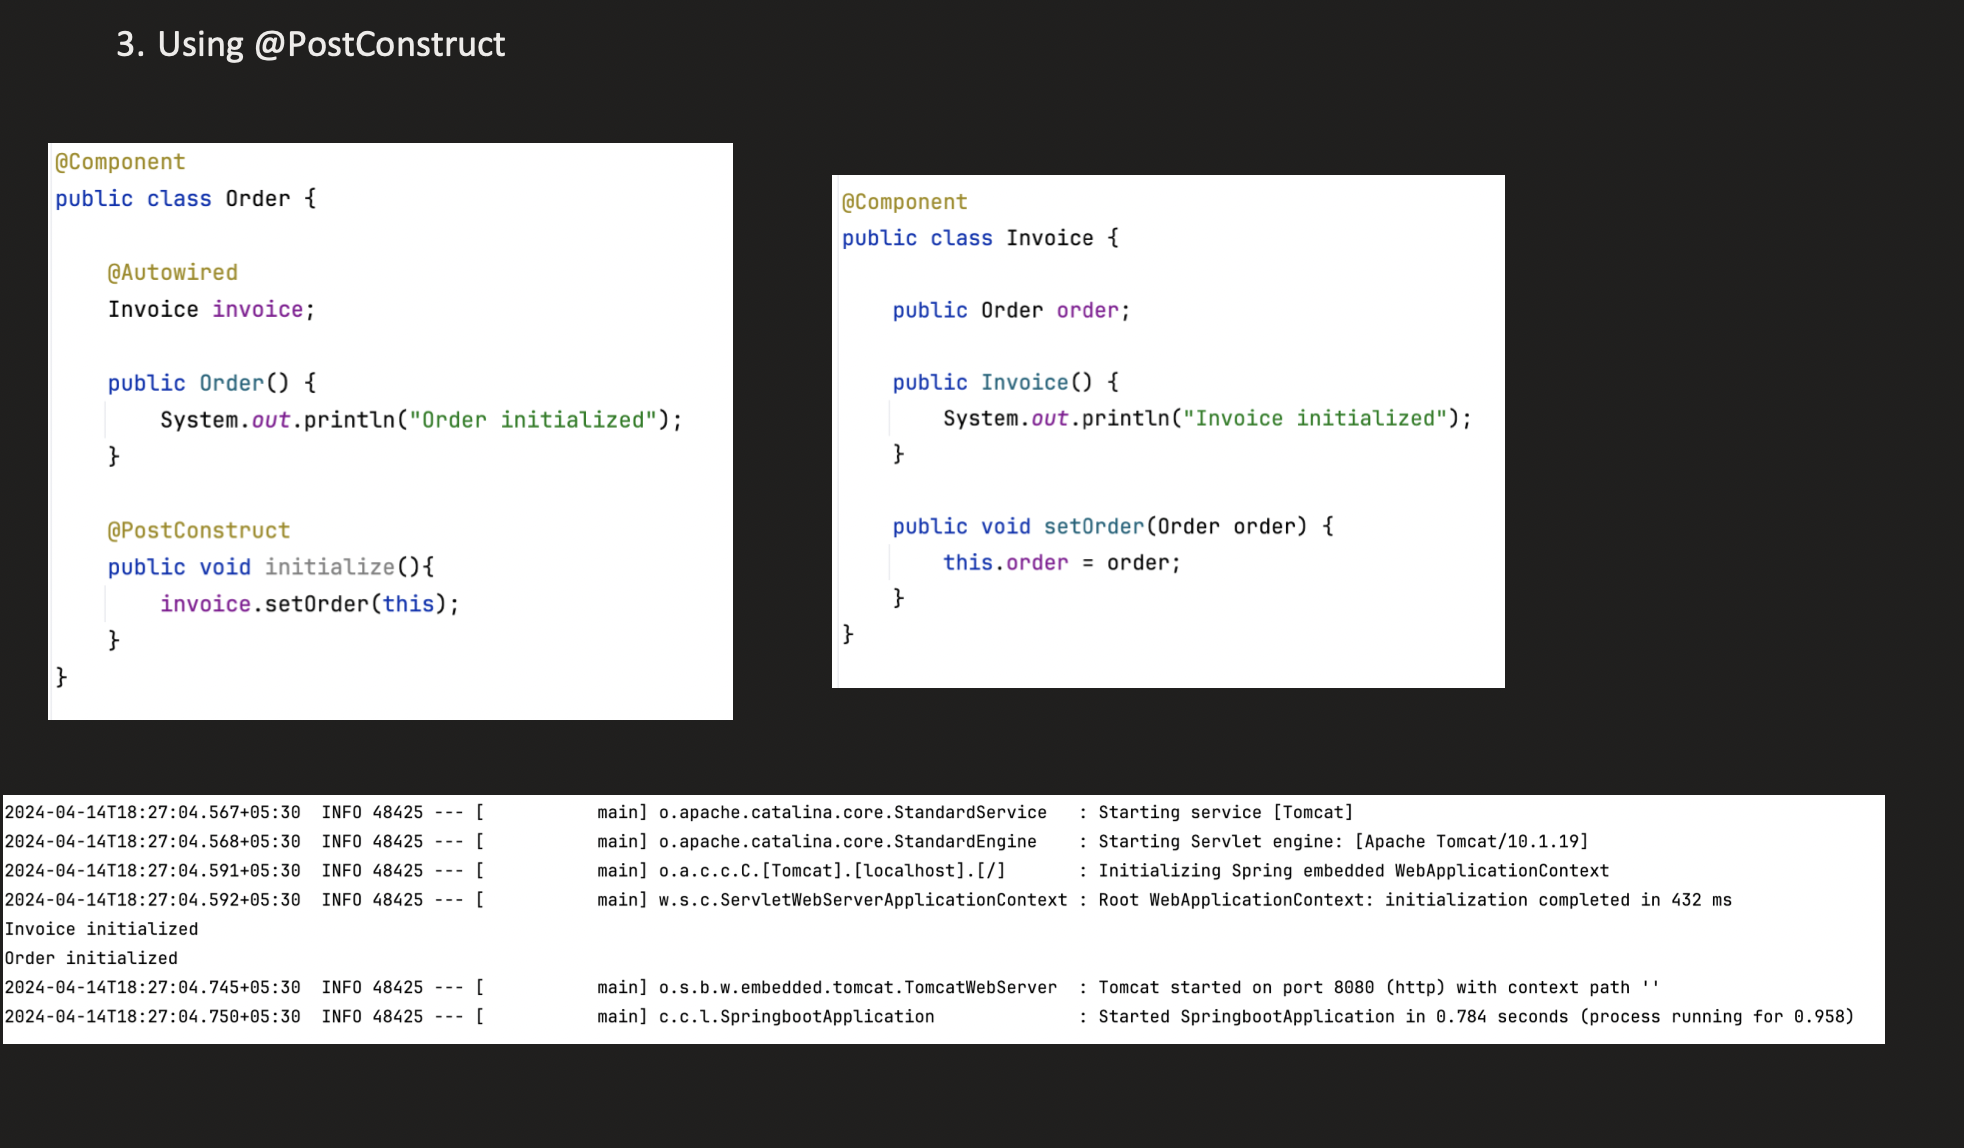 3. Using @PostConstruct
@Component
public class Order {
@Autowired
Invoice invoice;
public Order() {
System.out.println("Order initialized");
}
@PostConstruct
public void initialize(){
invoice.setOrder(this);
}
}
@Component
public class Invoice {
public Order order;
public Invoice() {
System.out.println("Invoice initialized");
}
public void setOrder(Order order) {
this.order = order;
}
}
2024-04-14T18:27:04.567+05:30  INFO 48425 --- [           main] o.apache.catalina.core.StandardService   : Starting service [Tomcat]
2024-04-14T18:27:04.568+05:30  INFO 48425 --- [           main] o.apache.catalina.core.StandardEngine    : Starting Servlet engine: [Apache Tomcat/10.1.19]
2024-04-14T18:27:04.591+05:30  INFO 48425 --- [           main] o.a.c.c.C.[Tomcat].[localhost].[/]       : Initializing Spring embedded WebApplicationContext
2024-04-14T18:27:04.592+05:30  INFO 48425 --- [           main] w.s.c.ServletWebServerApplicationContext : Root WebApplicationContext: initialization completed in 432 ms
Invoice initialized
Order initialized
2024-04-14T18:27:04.745+05:30  INFO 48425 --- [           main] o.s.b.w.embedded.tomcat.TomcatWebServer  : Tomcat started on port 8080 (http) with context path ''
2024-04-14T18:27:04.750+05:30  INFO 48425 --- [           main] c.c.l.SpringbootApplication              : Started SpringbootApplication in 0.784 seconds (process running for 0.958)